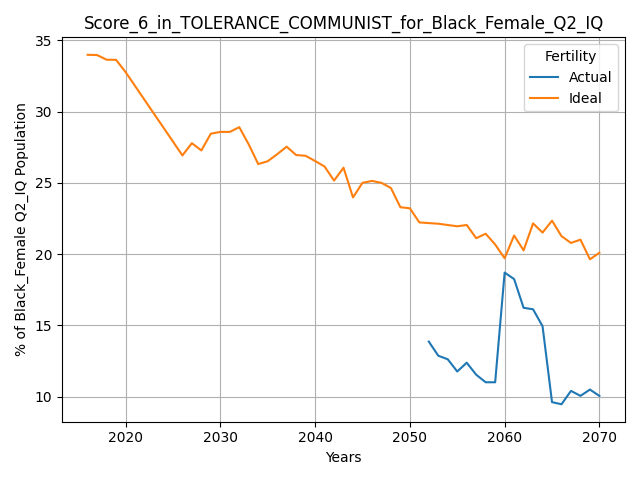 Score_6_in_TOLERANCE_COMMUNIST_for_Black_Female_Q2_IQ
Fertility
Actual
Ideal
% of Black_Female Q2_IQ Population
35
30
25
20
15
10
2020
2030
2040
2050
2060
2070
Years